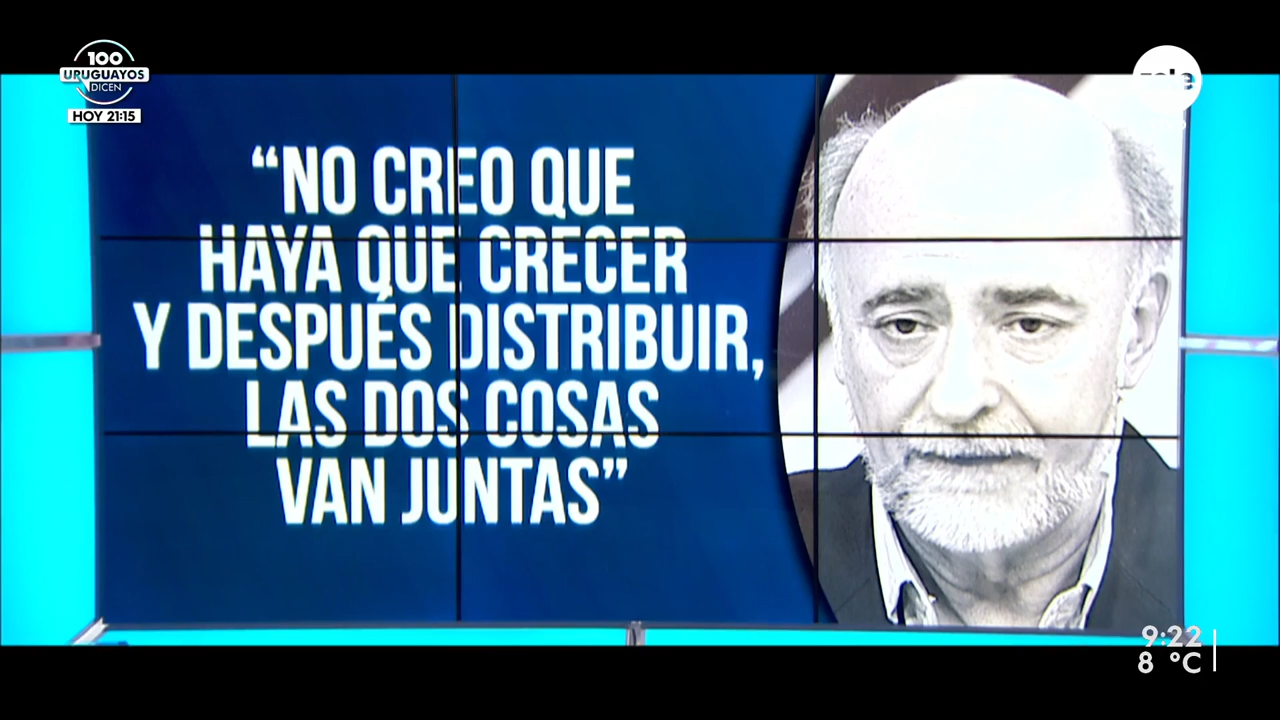 100
URUGUAYOS
DICEN
HOY 21:15
“NO CREO QUE
HAYA QUE CRECER
Y DESPUÉS DISTRIBUIR,
LAS DOS COSAS
VAN JUNTAS”
9:22
8 °C